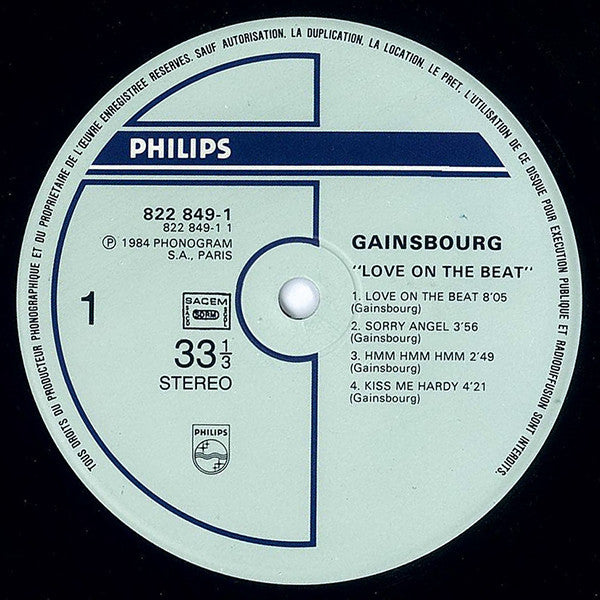 TOUS DROITS DU PRODUCTEUR PHONOGRAPHIQUE ET DU PROPRIETAIRE DE L'ŒUVRE ENREGISTREE RESERVES. SAUF AUTORISATION, LA DUPLICATION, LA LOCATION, LE PRET, L'UTILISATION DE CE DISQUE POUR EXECUTION PUBLIQUE ET RADIODIFFUSION SONT INTERDITS.
PHILIPS
822 849-1
822 849-1 1
Ⓟ 1984 PHONOGRAM
S.A., PARIS
1
SACEM
SACD
SDRM
SGDL
33 1/3
STEREO
PHILIPS
GAINSBOURG
"LOVE ON THE BEAT"
1. LOVE ON THE BEAT 8'05
(Gainsbourg)
2. SORRY ANGEL 3'56
(Gainsbourg)
3. HMM HMM HMM 2'49
(Gainsbourg)
4. KISS ME HARDY 4'21
(Gainsbourg)